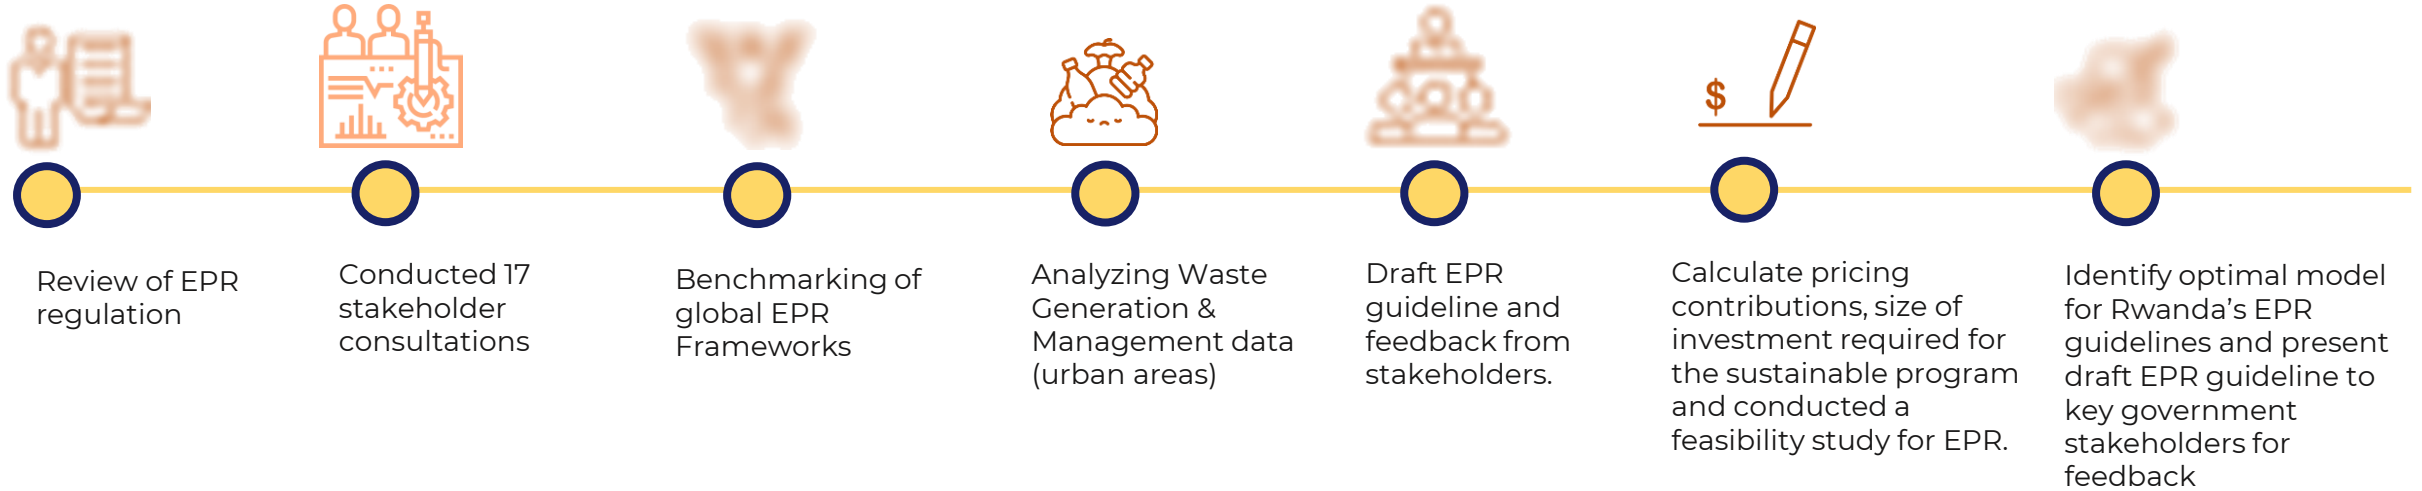 $
Review of EPR
regulation
Conducted 17
stakeholder
consultations
Benchmarking of
global EPR
Frameworks
Analyzing Waste
Generation &
Management data
(urban areas)
Draft EPR
guideline and
feedback from
stakeholders.
Calculate pricing
contributions, size of
investment required for
the sustainable program
and conducted a
feasibility study for EPR.
Identify optimal model
for Rwanda’s EPR
guidelines and present
draft EPR guideline to
key government
stakeholders for
feedback